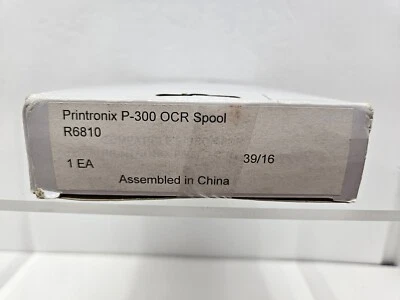 Printronix P-300 OCR Spool
R6810
1 EA 39/16
Assembled in China